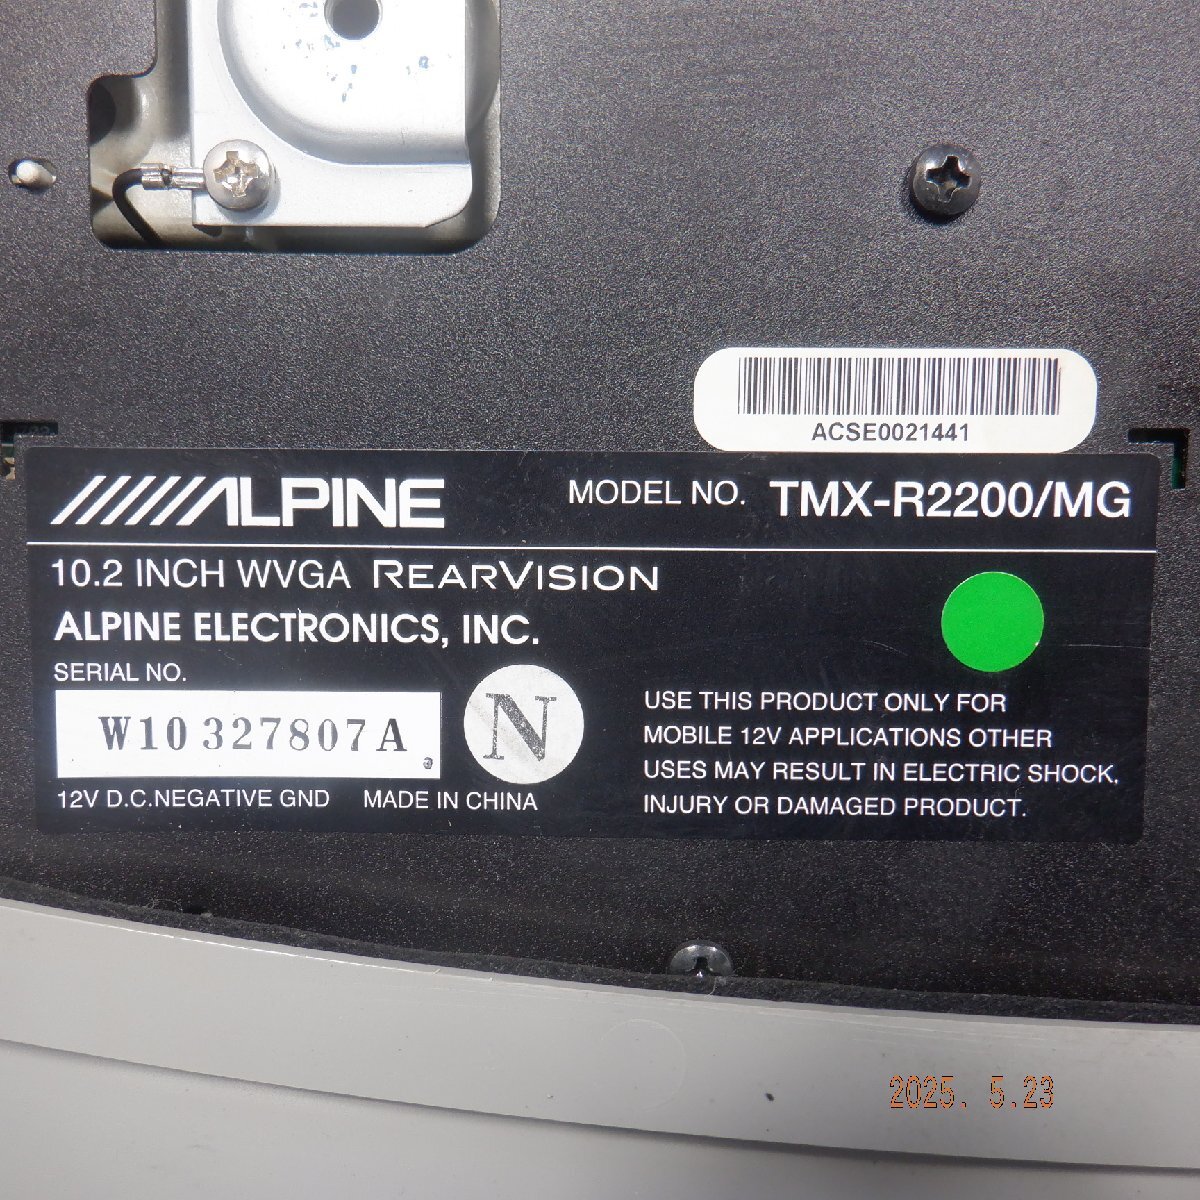 ACSE0021441
ALPINE
MODEL NO. TMX-R2200/MG
10.2 INCH WVGA REARVISION
ALPINE ELECTRONICS, INC.
SERIAL NO.
W10327807A
N
12V D.C.NEGATIVE GND MADE IN CHINA
USE THIS PRODUCT ONLY FOR
MOBILE 12V APPLICATIONS OTHER
USES MAY RESULT IN ELECTRIC SHOCK,
INJURY OR DAMAGED PRODUCT.
2025. 5.23